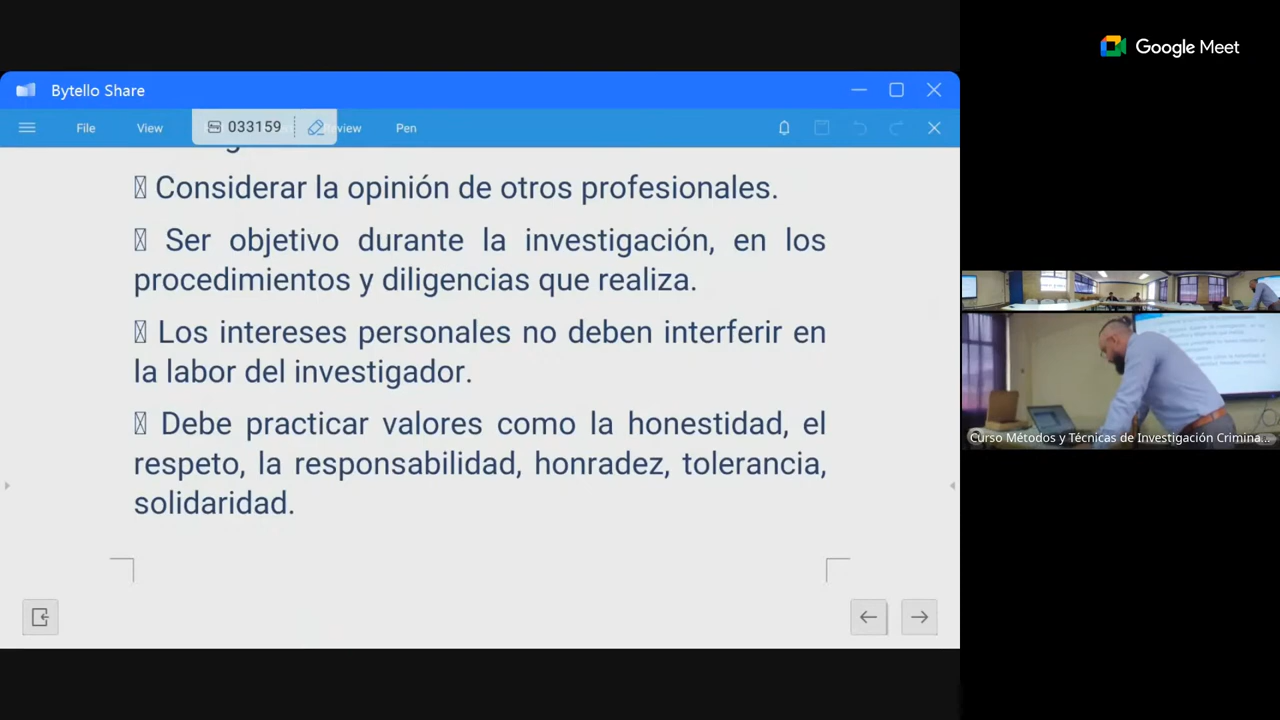 Google Meet
Bytello Share
File
View
033159
Pen
Considerar la opinión de otros profesionales.
Ser objetivo durante la investigación, en los
procedimientos y diligencias que realiza.
Los intereses personales no deben interferir en
la labor del investigador.
Debe practicar valores como la honestidad, el
respeto, la responsabilidad, honradez, tolerancia,
solidaridad.
Curso Métodos y Técnicas de Investigación Crimina...